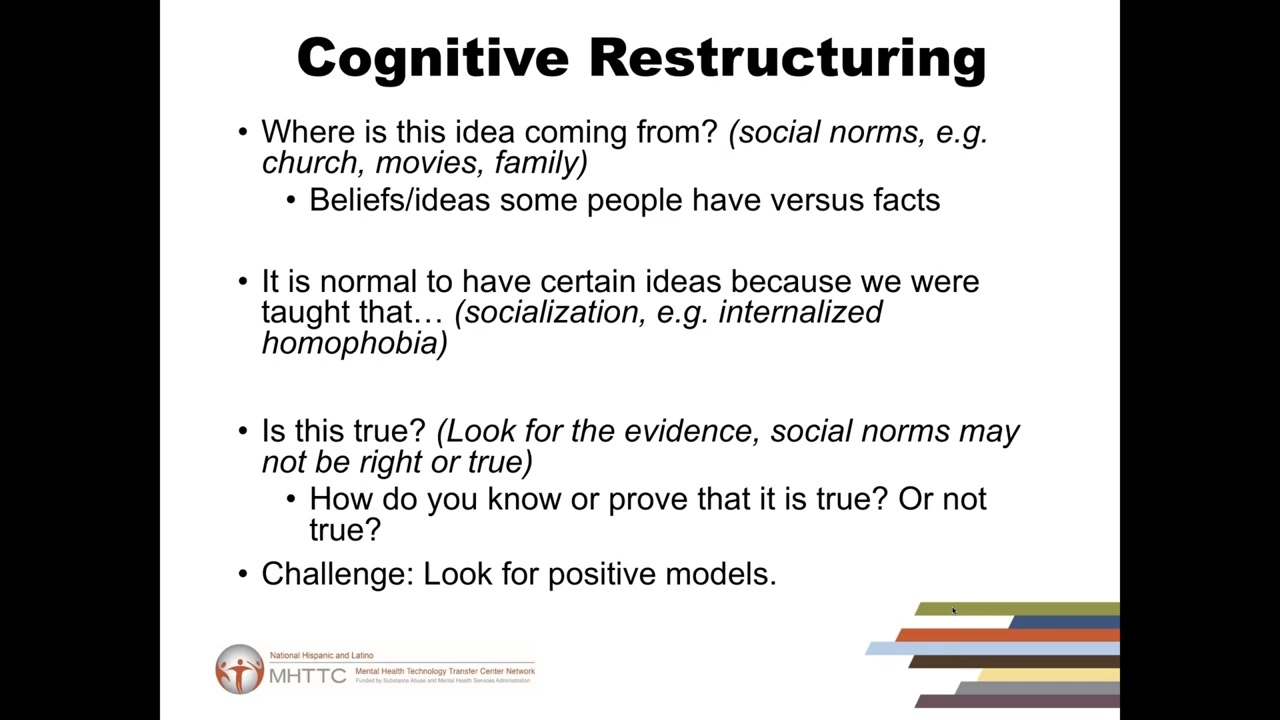 Cognitive Restructuring
• Where is this idea coming from? (social norms, e.g.
church, movies, family)
• Beliefs/ideas some people have versus facts
• It is normal to have certain ideas because we were
taught that… (socialization, e.g. internalized
homophobia)
• Is this true? (Look for the evidence, social norms may
not be right or true)
• How do you know or prove that it is true? Or not
true?
• Challenge: Look for positive models.
National Hispanic and Latino
MHTTC Mental Health Technology Transfer Center Network
Funded by Substance Abuse and Mental Health Services Administration